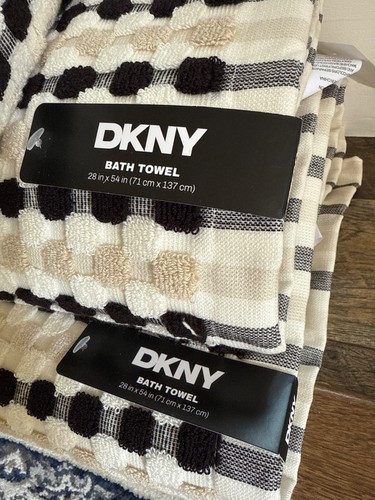 DKNY
BATH TOWEL
28 in x 54 in (71 cm x 137 cm)
DKNY
BATH TOWEL
28 in x 54 in (71 cm x 137 cm)